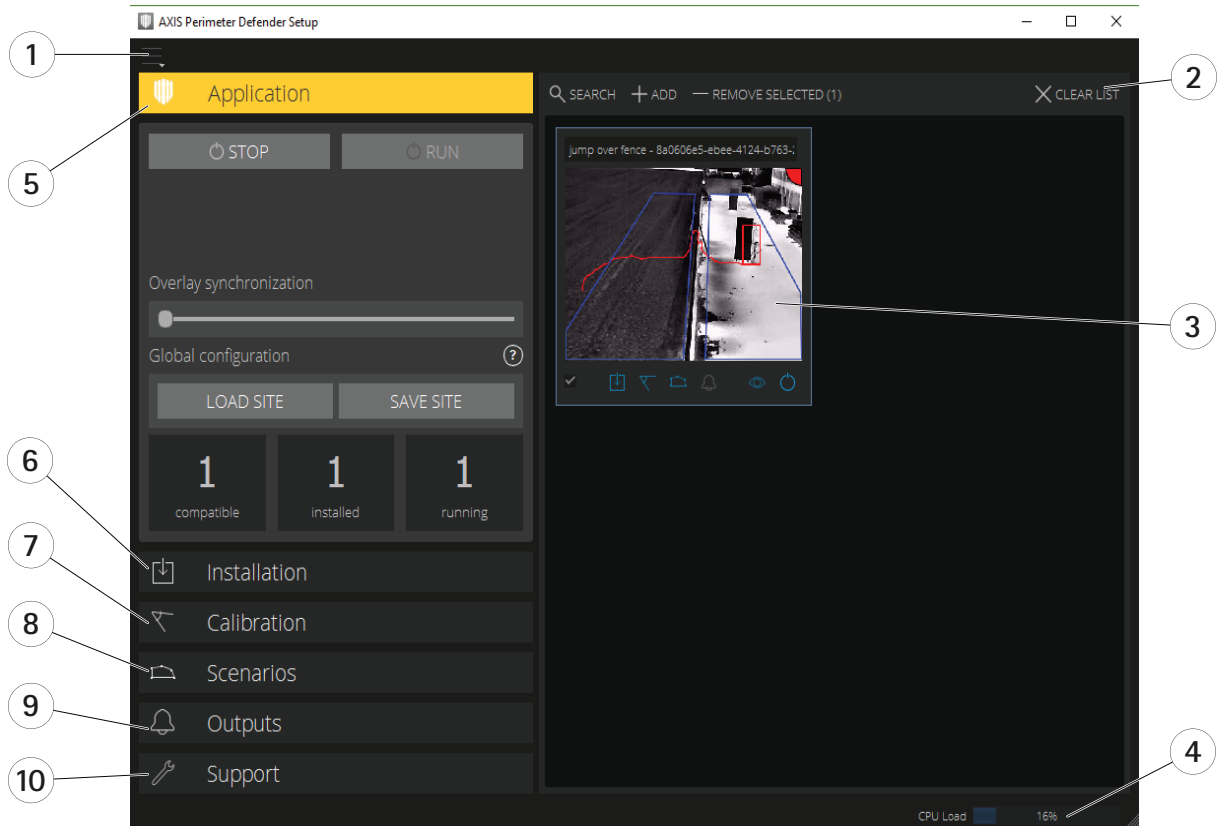 AXIS Perimeter Defender Setup
1
Application
SEARCH ADD REMOVE SELECTED (1) CLEAR LIST
2
5
STOP RUN
jump over fence - 8a0606e5-ebee-4124-b763-
Overlay synchronization
3
Global configuration ?
LOAD SITE SAVE SITE
6
1 1 1
compatible installed running
7
Installation
8
Calibration
Scenarios
9
Outputs
10
Support
4
CPU Load 16%